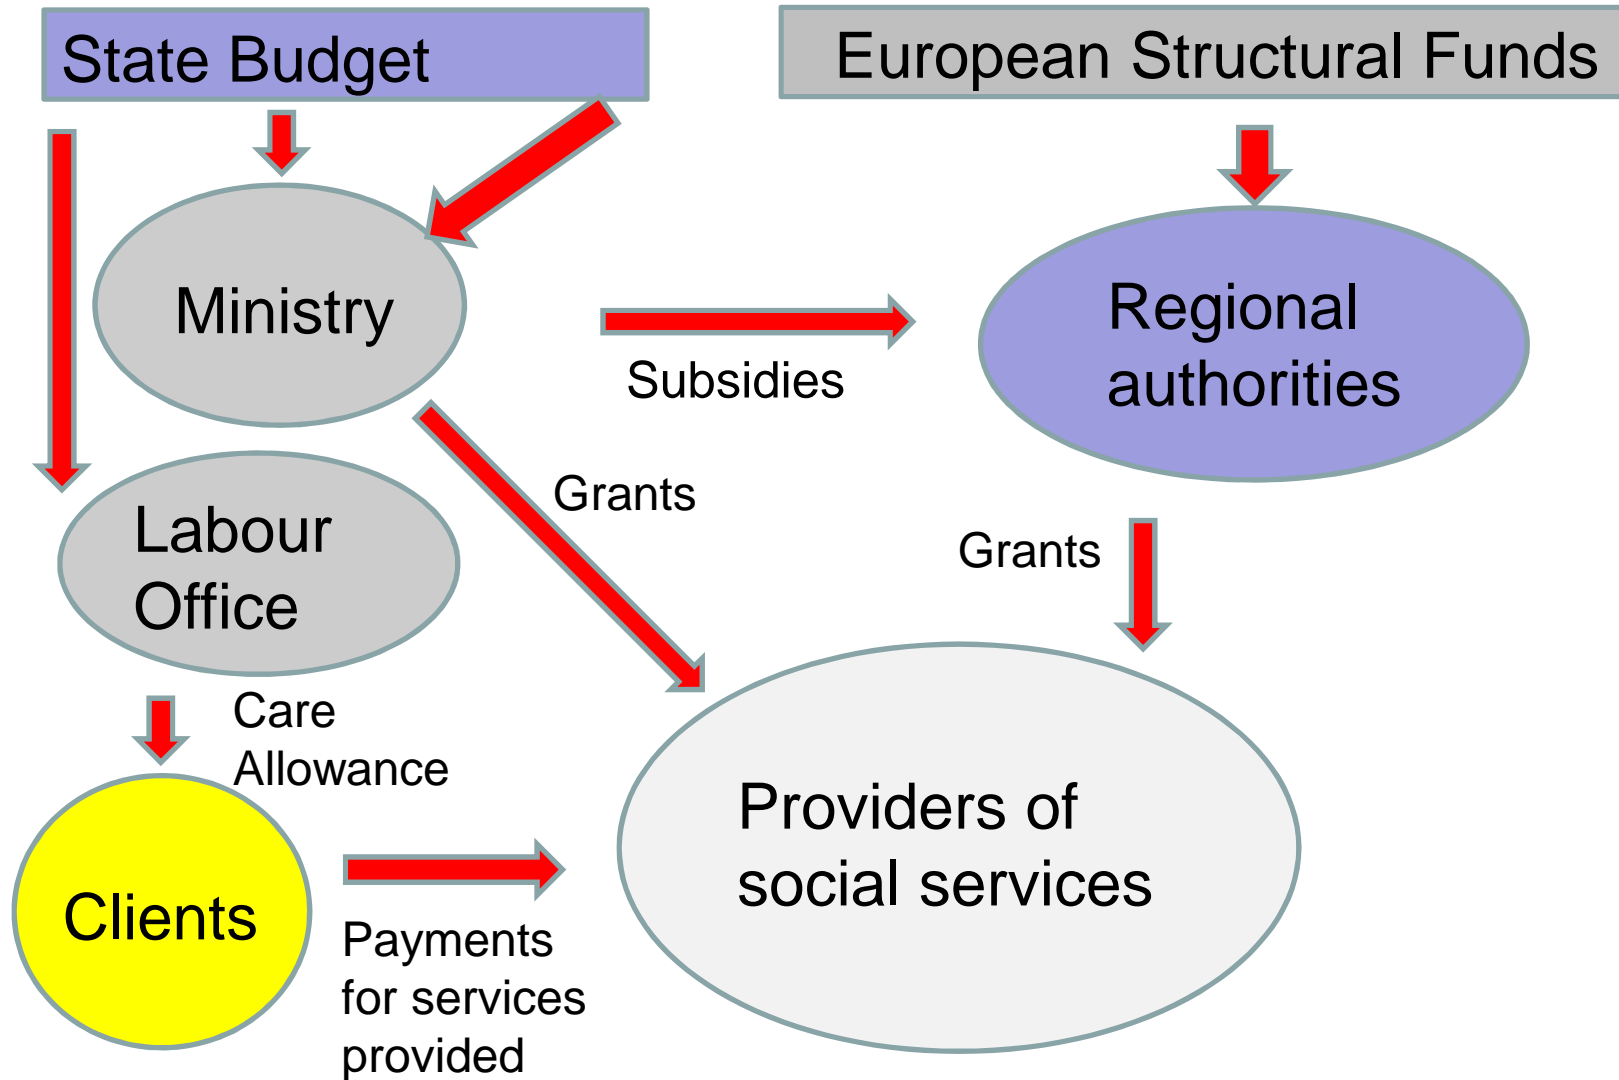 State Budget
European Structural Funds
Ministry
Regional
authorities
Subsidies
Grants
Labour
Office
Grants
Care
Allowance
Providers of
social services
Clients
Payments
for services
provided